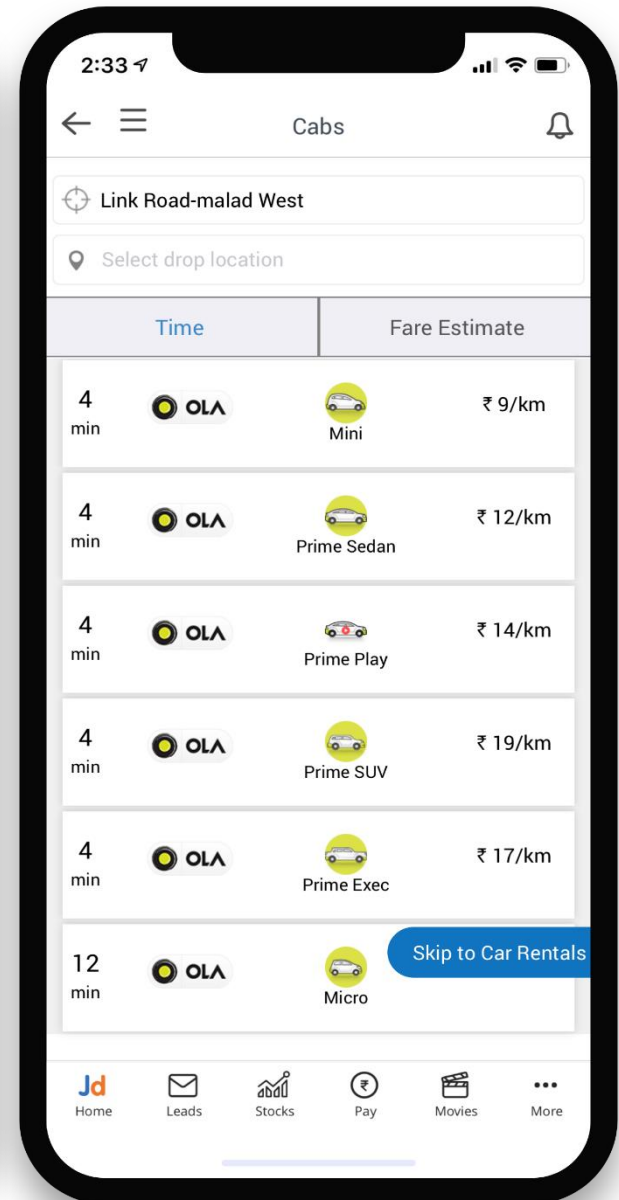 2:33
Cabs
Link Road-malad West
Select drop location
Time
Fare Estimate
4
min
OLA
Mini
₹ 9/km
4
min
OLA
Prime Sedan
₹ 12/km
4
min
OLA
Prime Play
₹ 14/km
4
min
OLA
Prime SUV
₹ 19/km
4
min
OLA
Prime Exec
₹ 17/km
12
min
OLA
Micro
Skip to Car Rentals
Jd
Home
Leads
Stocks
₹
Pay
Movies
More